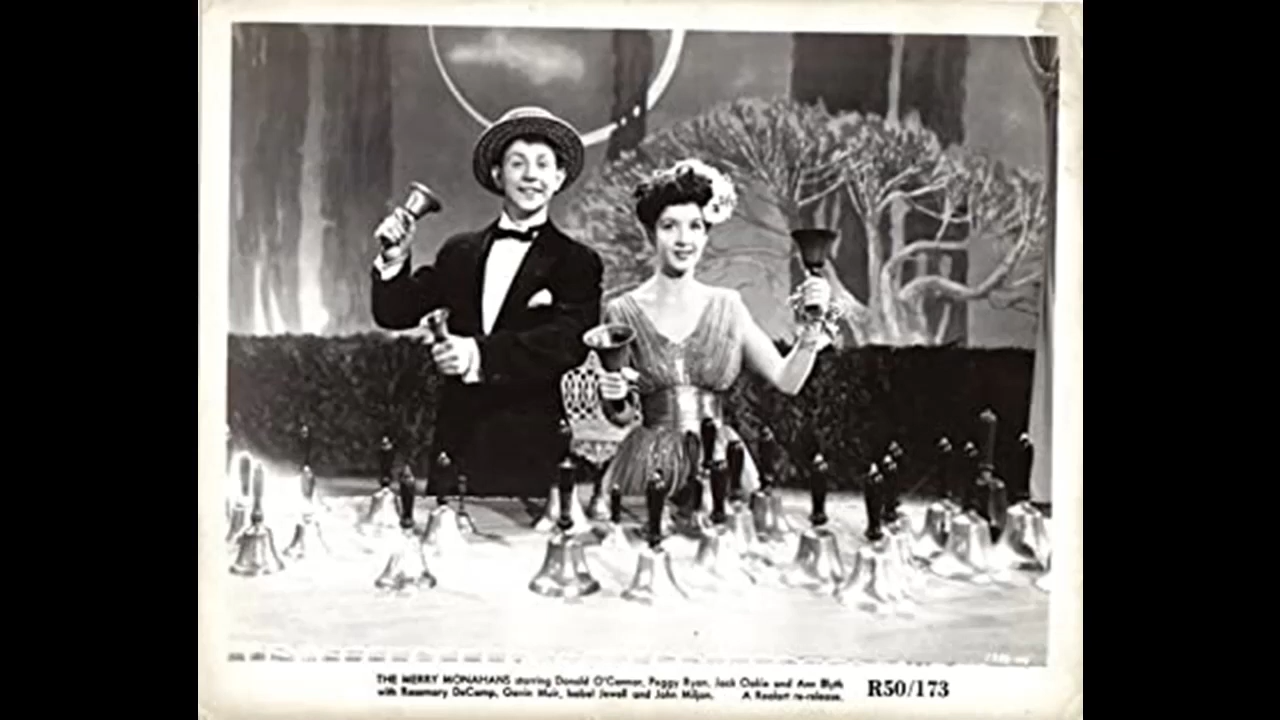 THE MERRY MONAHANS starring Donald O'Connor, Peggy Ryan, Jack Oakie and Ann Blyth
with Rosemary DeCamp, Gavin Muir, Isabel Jewell and John Miljan. A Realart re-release.
R50/173